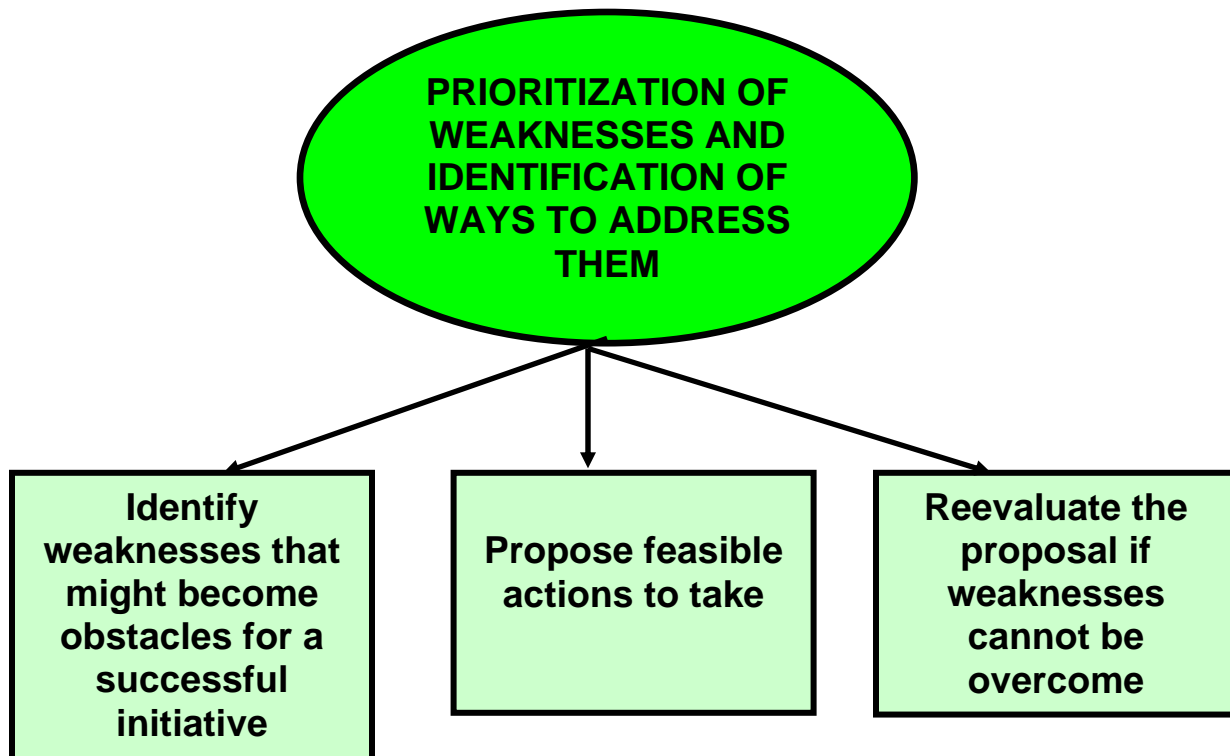 PRIORITIZATION OF
WEAKNESSES AND
IDENTIFICATION OF
WAYS TO ADDRESS
THEM
Identify
weaknesses that
might become
obstacles for a
successful
initiative
Propose feasible
actions to take
Reevaluate the
proposal if
weaknesses
cannot be
overcome